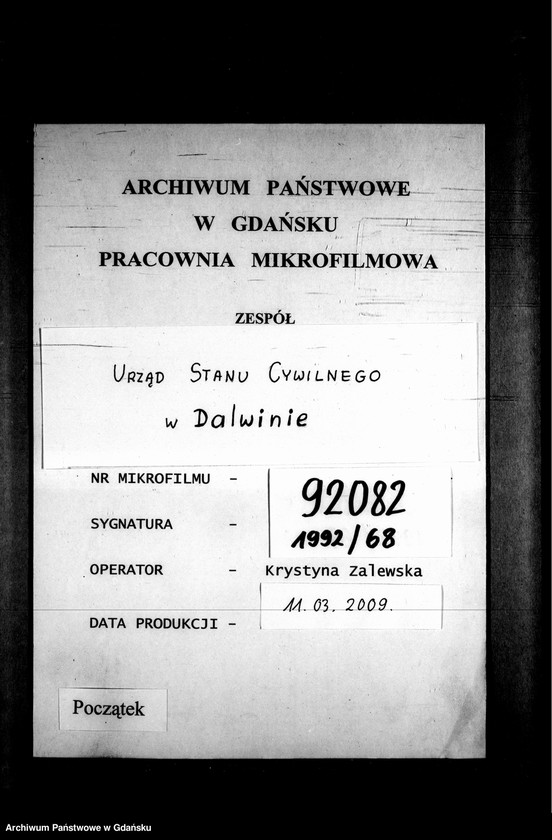 ARCHIWUM PAŃSTWOWE
W GDAŃSKU
PRACOWNIA MIKROFILMOWA
ZESPÓŁ
URZĄD STANU CYWILNEGO
w Dalwinie
NR MIKROFILMU - 92082
SYGNATURA - 1992/68
OPERATOR - Krystyna Zalewska
DATA PRODUKCJI - 11.03.2009.
Początek
Archiwum Państwowe w Gdańsku